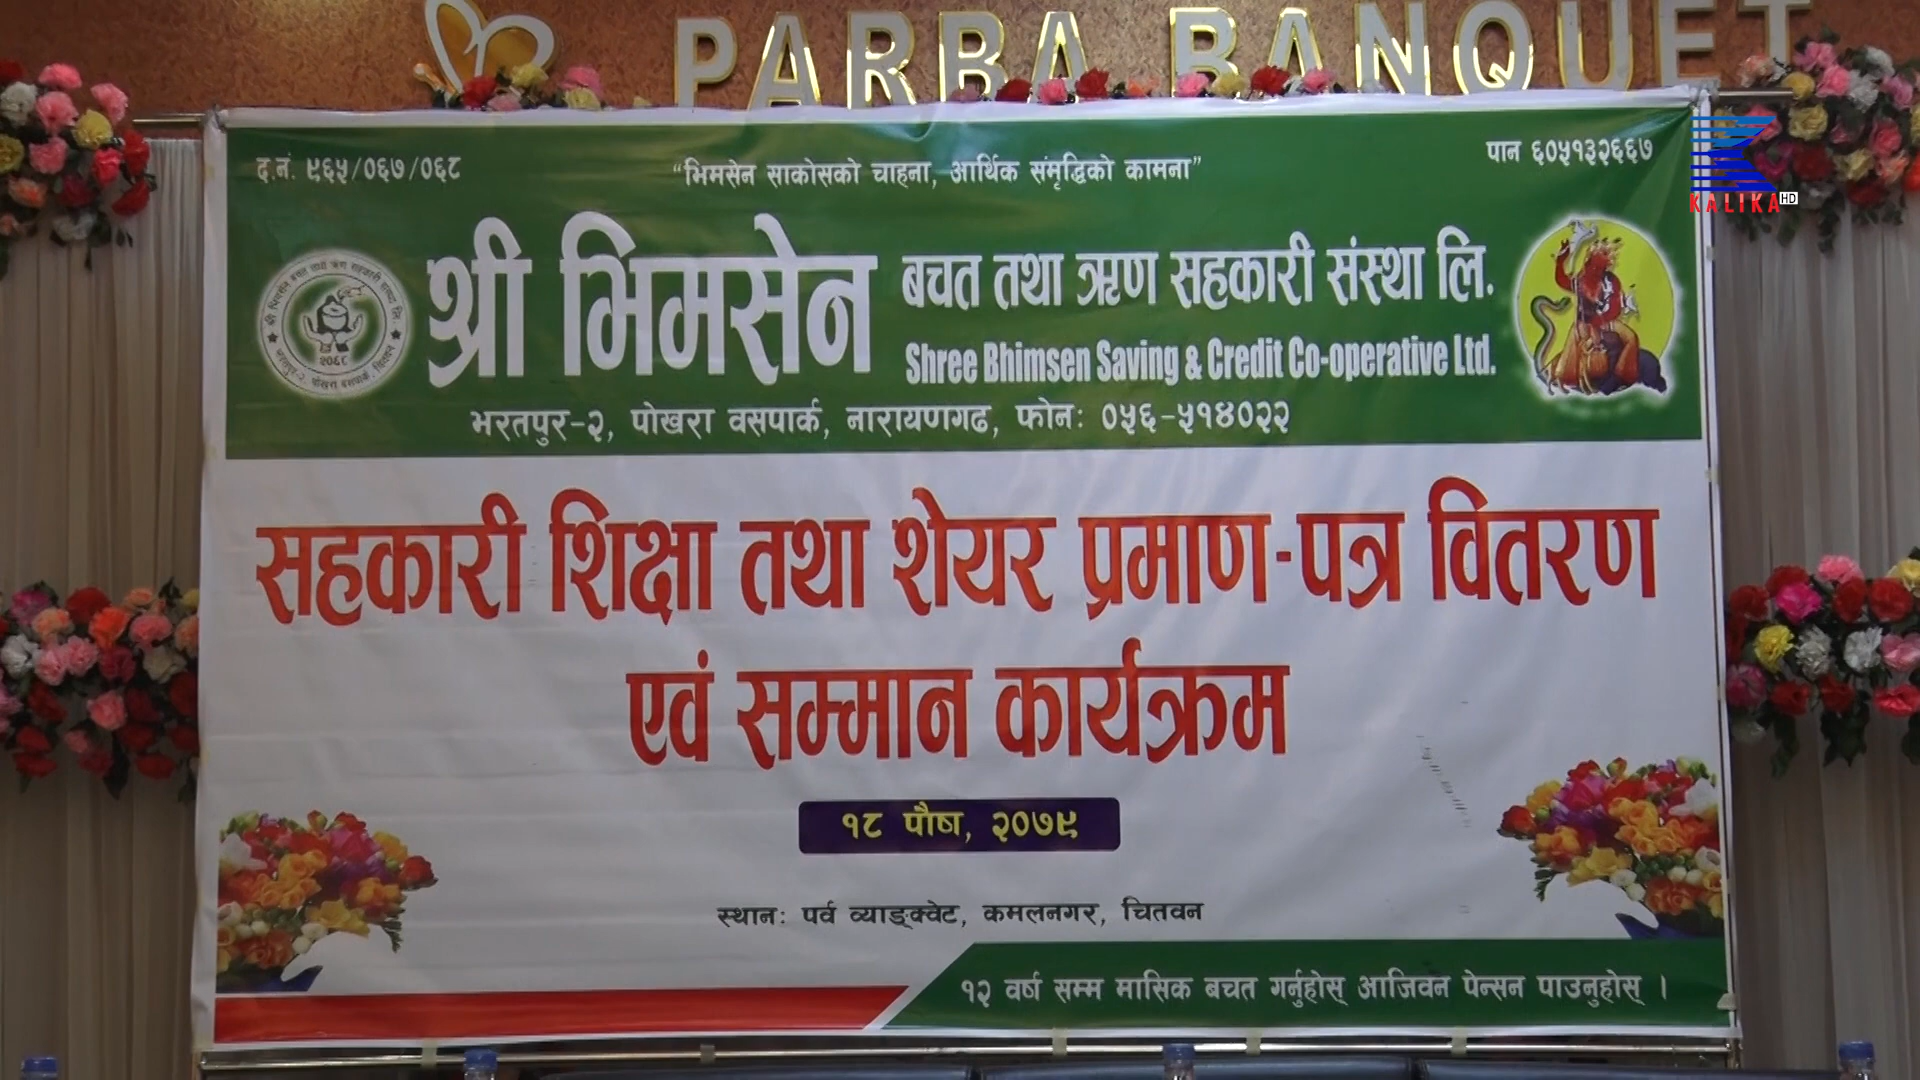 PARBA BANQUET
द.नं. ९६५/०६७/०६८
“भिमसेन साकोसको चाहना, आर्थिक संमृद्धिको कामना”
पान ६०५१३२६६७
KALIKA HD
श्री भिमसेन बचत तथा ऋण सहकारी संस्था लि.
Shree Bhimsen Saving & Credit Co-operative Ltd.
२०६८
भरतपुर-२, पोखरा वसपार्क, नारायणगढ, फोन: ०५६-५१४०२२
सहकारी शिक्षा तथा शेयर प्रमाण-पत्र वितरण
एवं सम्मान कार्यक्रम
१८ पौष, २०७९
स्थान: पर्व व्याङ्क्वेट, कमलनगर, चितवन
१२ वर्ष सम्म मासिक बचत गर्नुहोस् आजिवन पेन्सन पाउनुहोस् ।